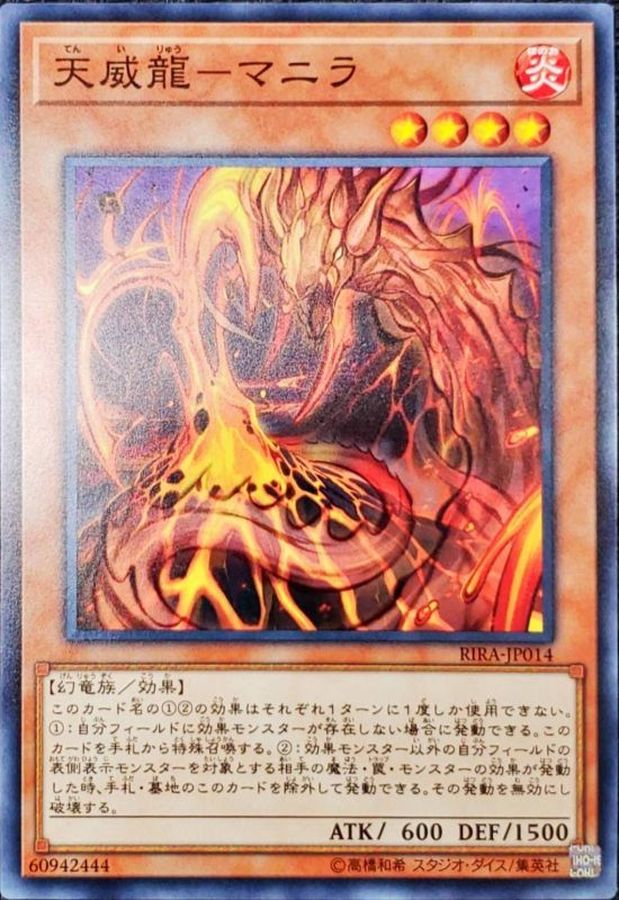 天威龍－マニラ
炎
RIRA-JP014
【幻竜族／効果】
このカード名の①②の効果はそれぞれ１ターンに１度しか使用できない。
①：自分フィールドに効果モンスターが存在しない場合に発動できる。この
カードを手札から特殊召喚する。②：効果モンスター以外の自分フィールドの
表側表示モンスターを対象とする相手の魔法・罠・モンスターの効果が発動
した時、手札・墓地のこのカードを除外して発動できる。その発動を無効にし
破壊する。
ATK/ 600 DEF/1500
60942444
©高橋和希 スタジオ・ダイス/集英社